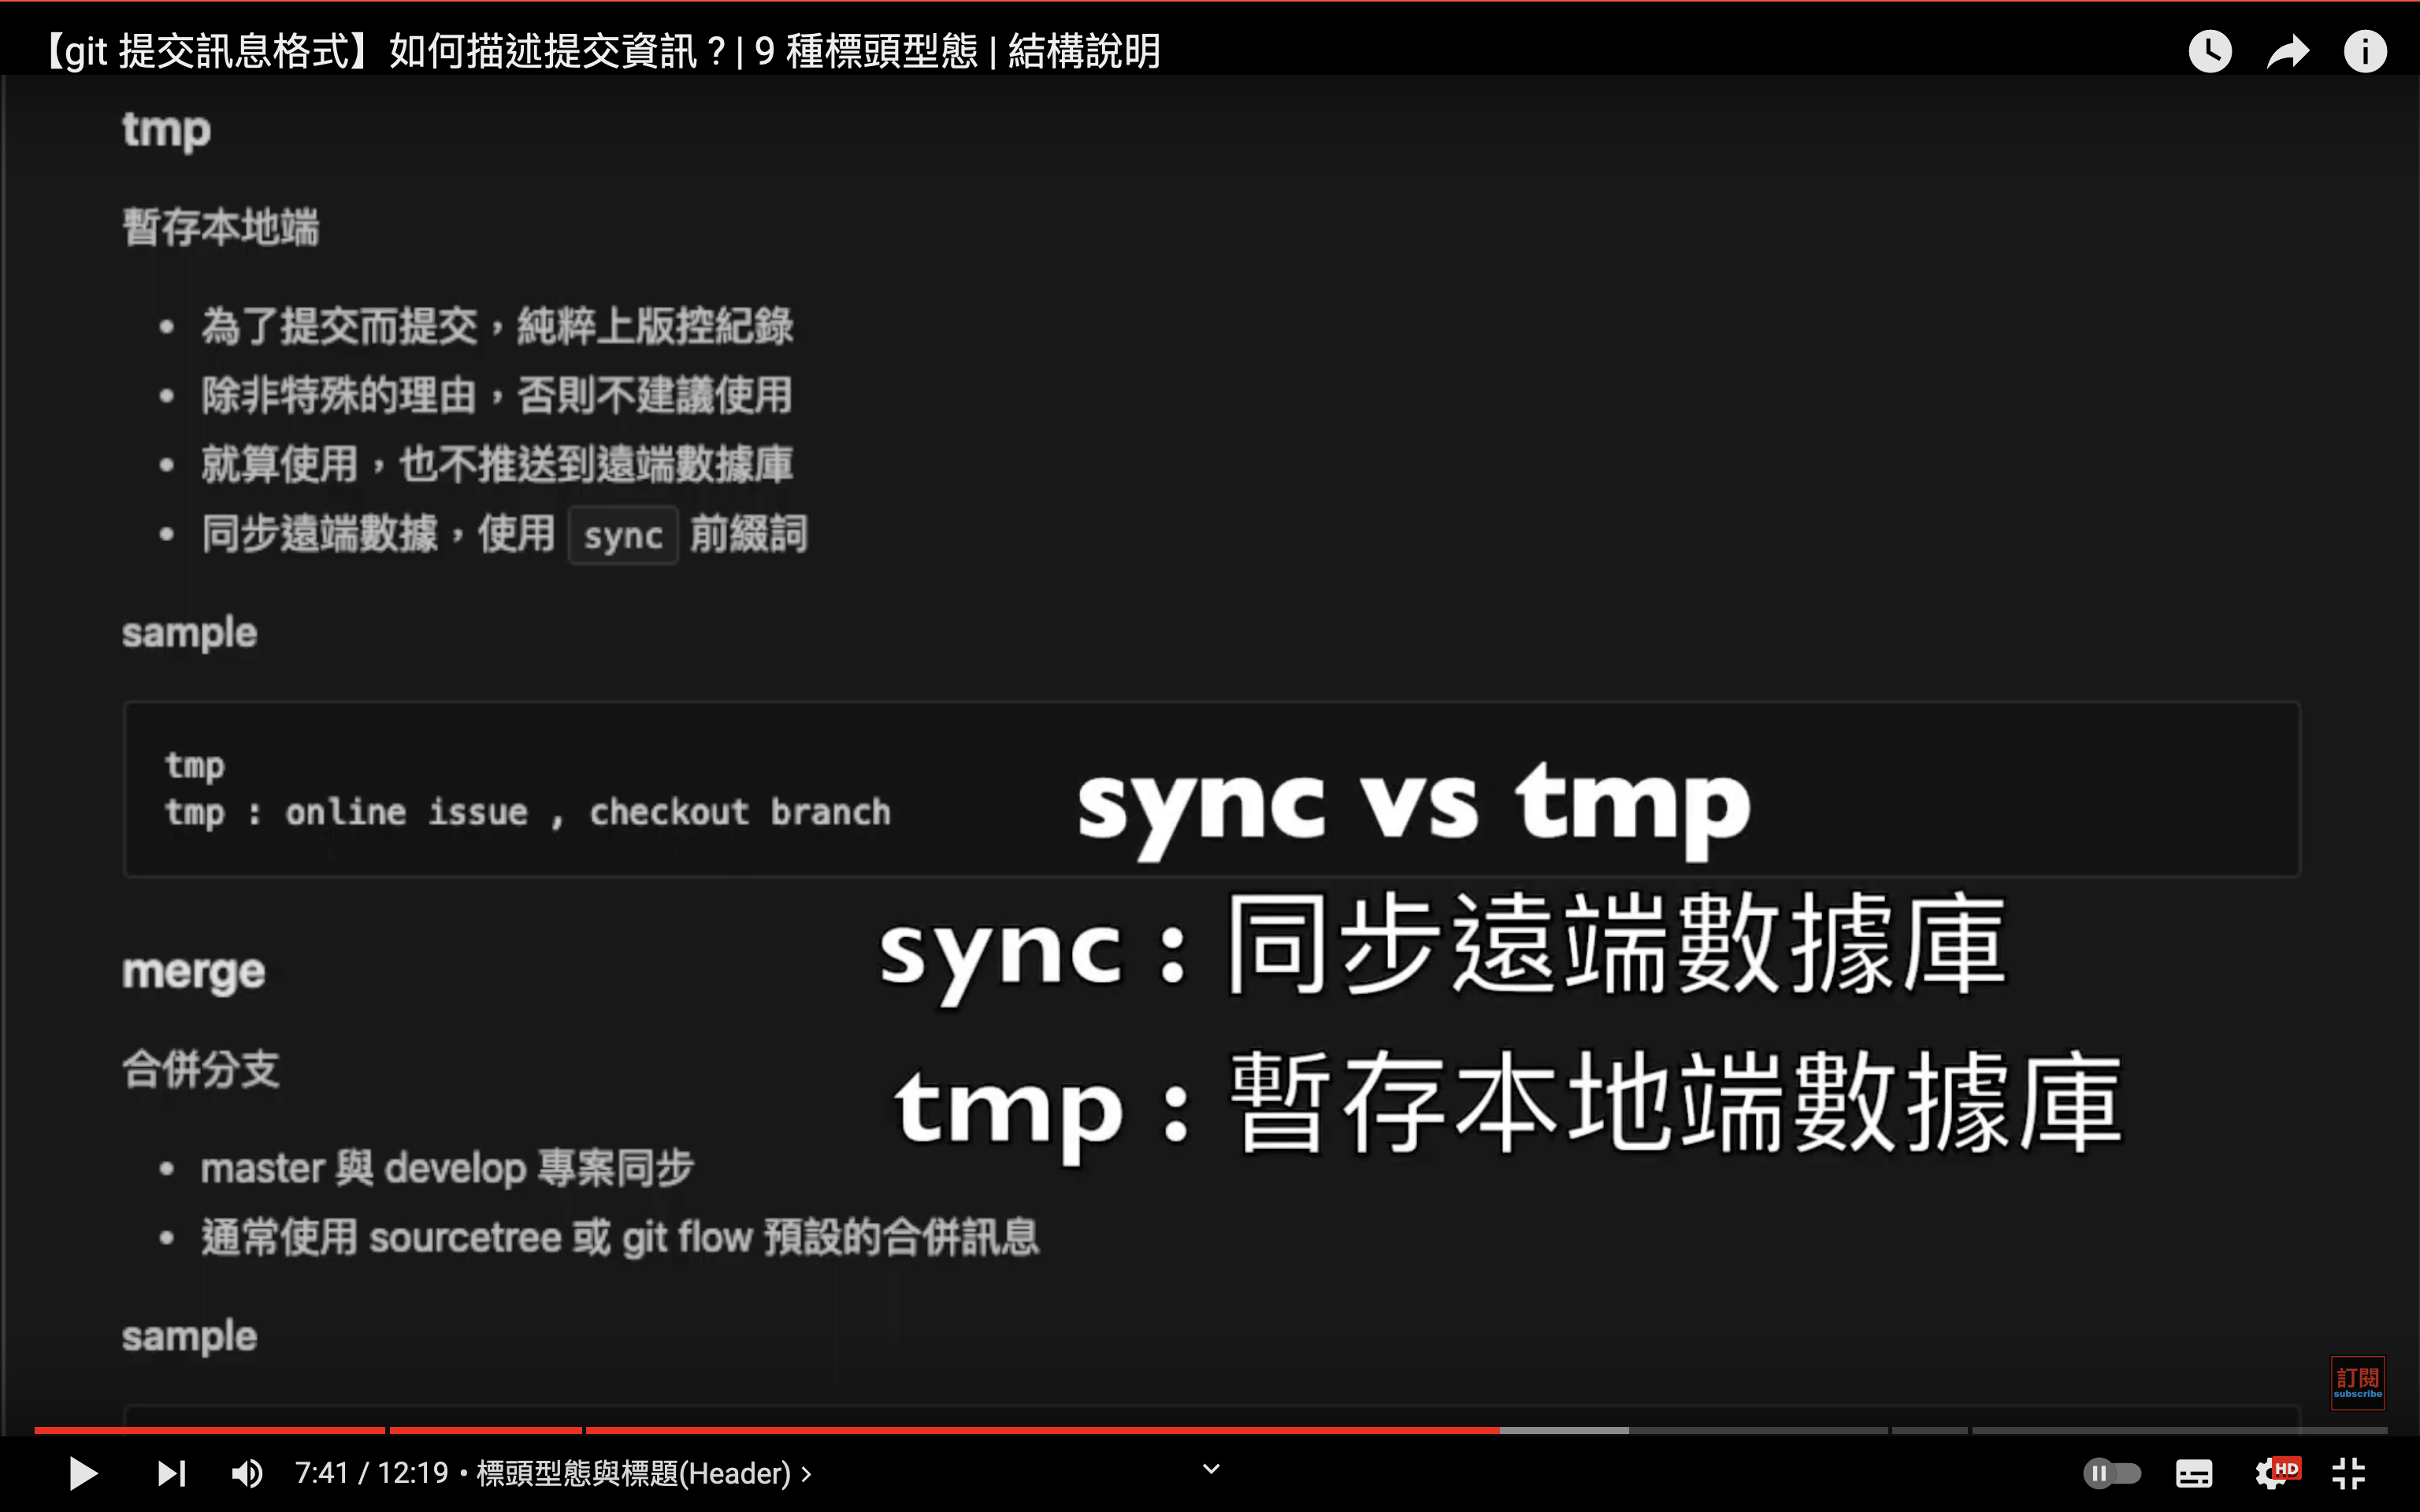 【git 提交訊息格式】如何描述提交資訊？| 9 種標頭型態 | 結構說明
tmp
暫存本地端
• 為了提交而提交，純粹上版控紀錄
• 除非特殊的理由，否則不建議使用
• 就算使用，也不推送到遠端數據庫
• 同步遠端數據，使用 sync 前綴詞
sample
tmp
tmp : online issue , checkout branch
sync vs tmp
sync : 同步遠端數據庫
tmp : 暫存本地端數據庫
merge
合併分支
• master 與 develop 專案同步
• 通常使用 sourcetree 或 git flow 預設的合併訊息
sample
訂閱
subscribe
7:41 / 12:19 • 標頭型態與標題(Header) ›
HD